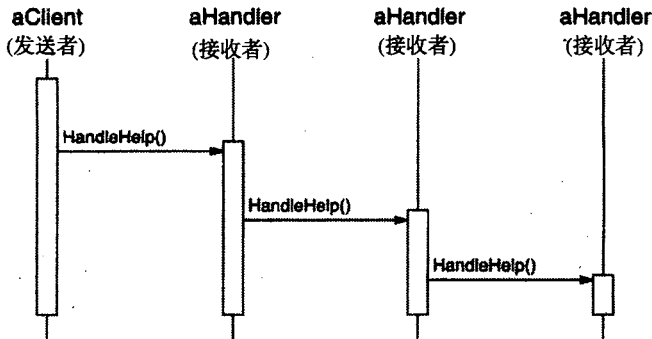 aClient
(发送者)
aHandler
(接收者)
aHandler
(接收者)
aHandler
(接收者)
HandleHelp()
HandleHelp()
HandleHelp()